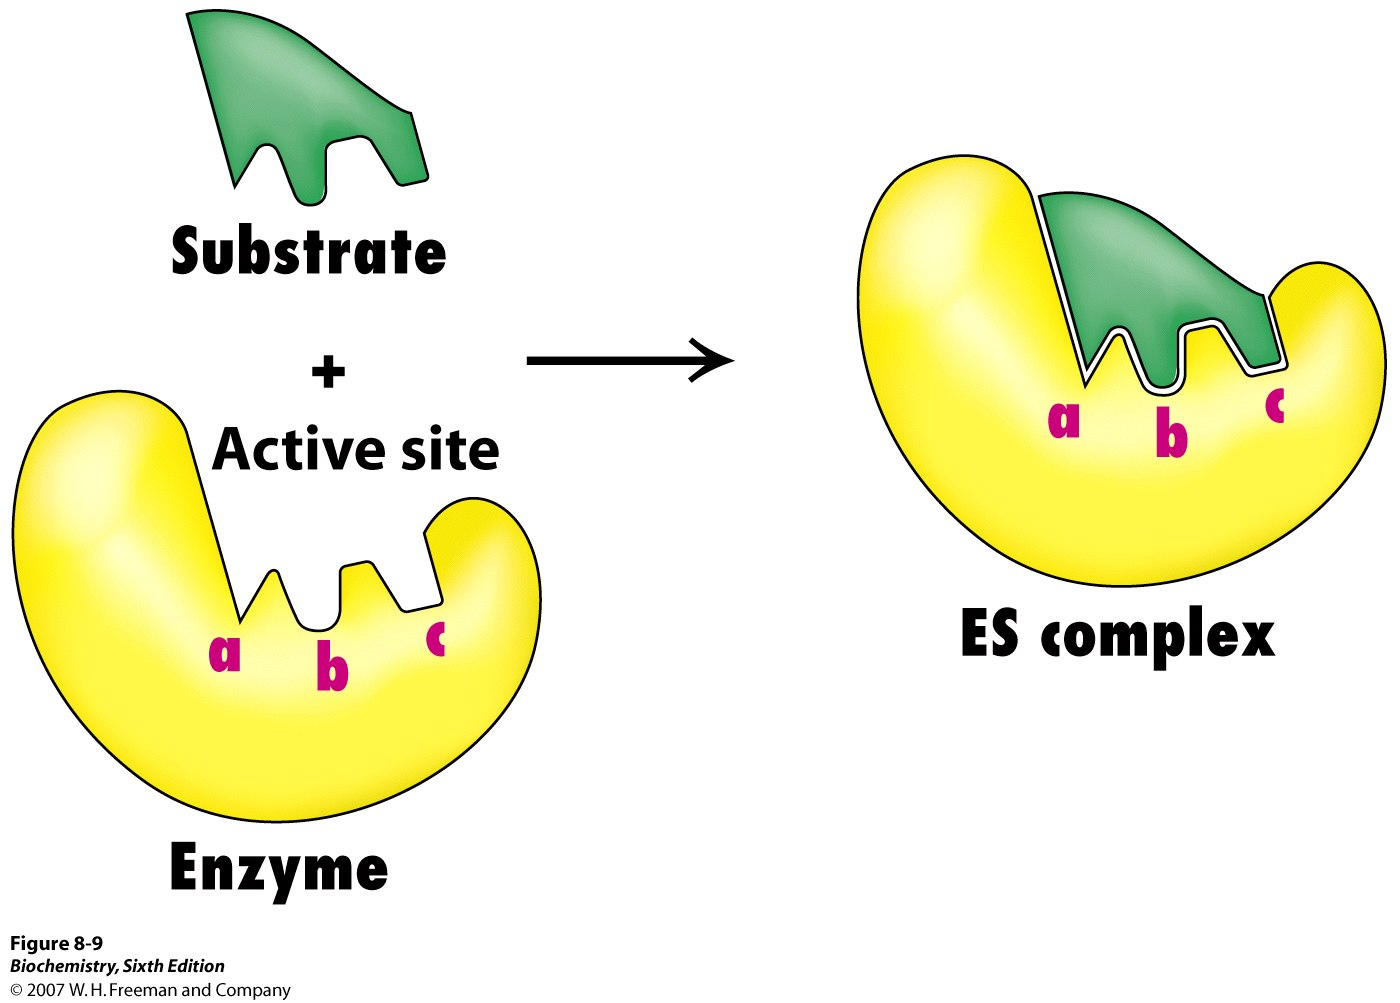 Substrate
+
Active site
a
b
c
Enzyme
a
b
c
ES complex
Figure 8-9
Biochemistry, Sixth Edition
© 2007 W. H. Freeman and Company